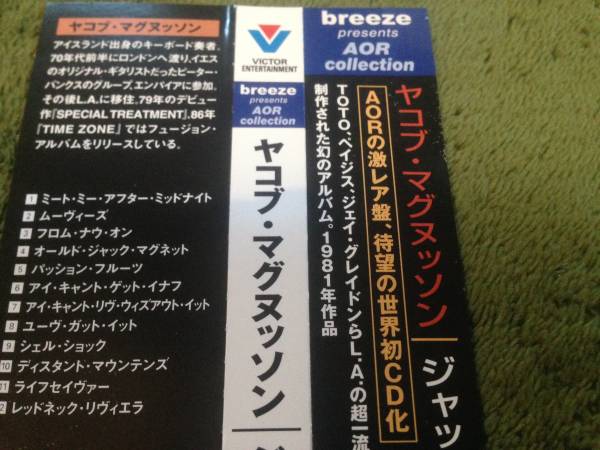 ヤコブ・マグヌッソン
アイスランド出身のキーボード奏者。
70年代前半にロンドンへ渡り、イエス
のオリジナル・ギタリストだったピーター・
バンクスのグループ、エンパイアに参加。
その後L.A.に移住。79年のデビュー
作『SPECIAL TREATMENT』、86年
『TIME ZONE』ではフュージョン・
アルバムをリリースしている。
1 ミート・ミー・アフター・ミッドナイト
2 ムーヴィーズ
3 フロム・ナウ・オン
4 オールド・ジャック・マグネット
5 パッション・フルーツ
6 アイ・キャント・ゲット・イナフ
7 アイ・キャント・リヴ・ウィズアウト・イット
8 ユーヴ・ガット・イット
9 シェル・ショック
10 ディスタント・マウンテンズ
11 ライフセイヴァー
2 レッドネック・リヴィエラ
VICTOR
ENTERTAINMENT
breeze
presents
AOR
collection
ヤコブ・マグヌッソン
breeze
presents
AOR
collection
ヤコブ・マグヌッソン
ジャッ
AORの激レア盤、待望の世界初CD化
TOTO、ペイジス、ジェイ・グレイドンらL.A.の超一流
制作された幻のアルバム。1981年作品